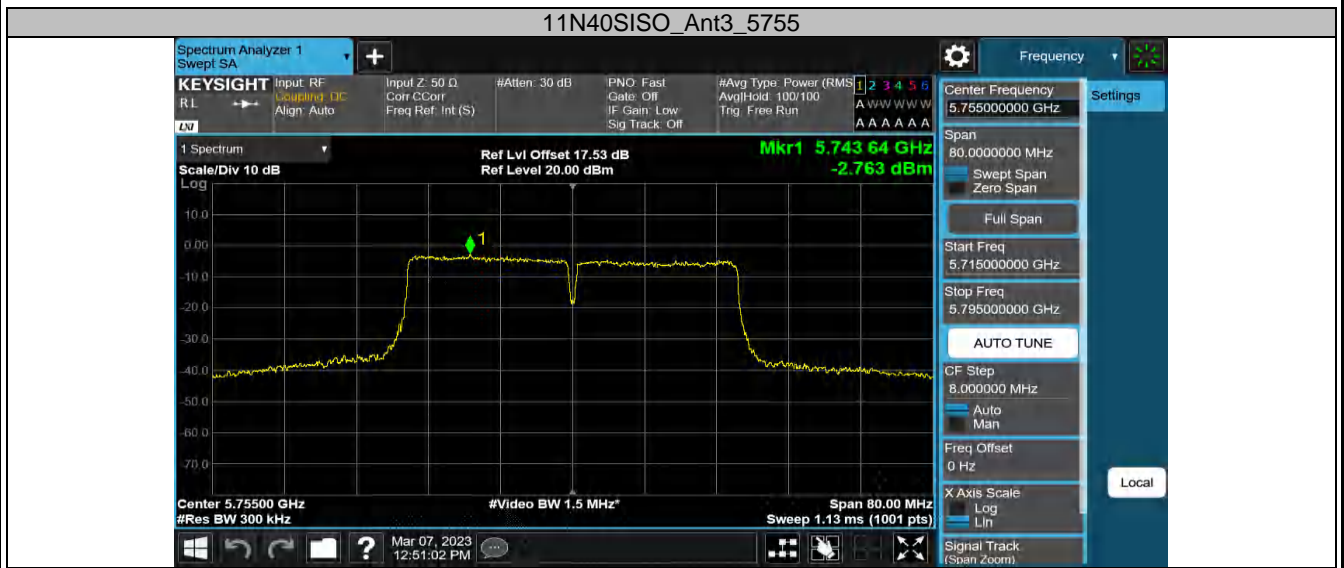 11N40SISO_Ant3_5755
Spectrum Analyzer 1
Swept SA
+
Frequency
KEYSIGHT
RL
LNI
Input: RF
Coupling: DC
Align: Auto
Input Z: 50 Ω
Corr CCorr
Freq Ref: Int (S)
#Atten: 30 dB
PNO: Fast
Gate: Off
IF Gain: Low
Sig Track: Off
#Avg Type: Power (RMS
Avg|Hold: 100/100
Trig: Free Run
1 2 3 4 5 6
A W W W W W
A A A A A A
1 Spectrum
Scale/Div 10 dB
Log
Ref Lvl Offset 17.53 dB
Ref Level 20.00 dBm
Mkr1 5.743 64 GHz
-2.763 dBm
10.0
0.00
-10.0
-20.0
-30.0
-40.0
-50.0
-60.0
-70.0
1
Center 5.75500 GHz
#Res BW 300 kHz
#Video BW 1.5 MHz*
Span 80.00 MHz
Sweep 1.13 ms (1001 pts)
?
Mar 07, 2023
12:51:02 PM
Center Frequency
5.755000000 GHz
Settings
Span
80.0000000 MHz
Swept Span
Zero Span
Full Span
Start Freq
5.715000000 GHz
Stop Freq
5.795000000 GHz
AUTO TUNE
CF Step
8.000000 MHz
Auto
Man
Freq Offset
0 Hz
X Axis Scale
Log
Lin
Local
Signal Track
(Span Zoom)